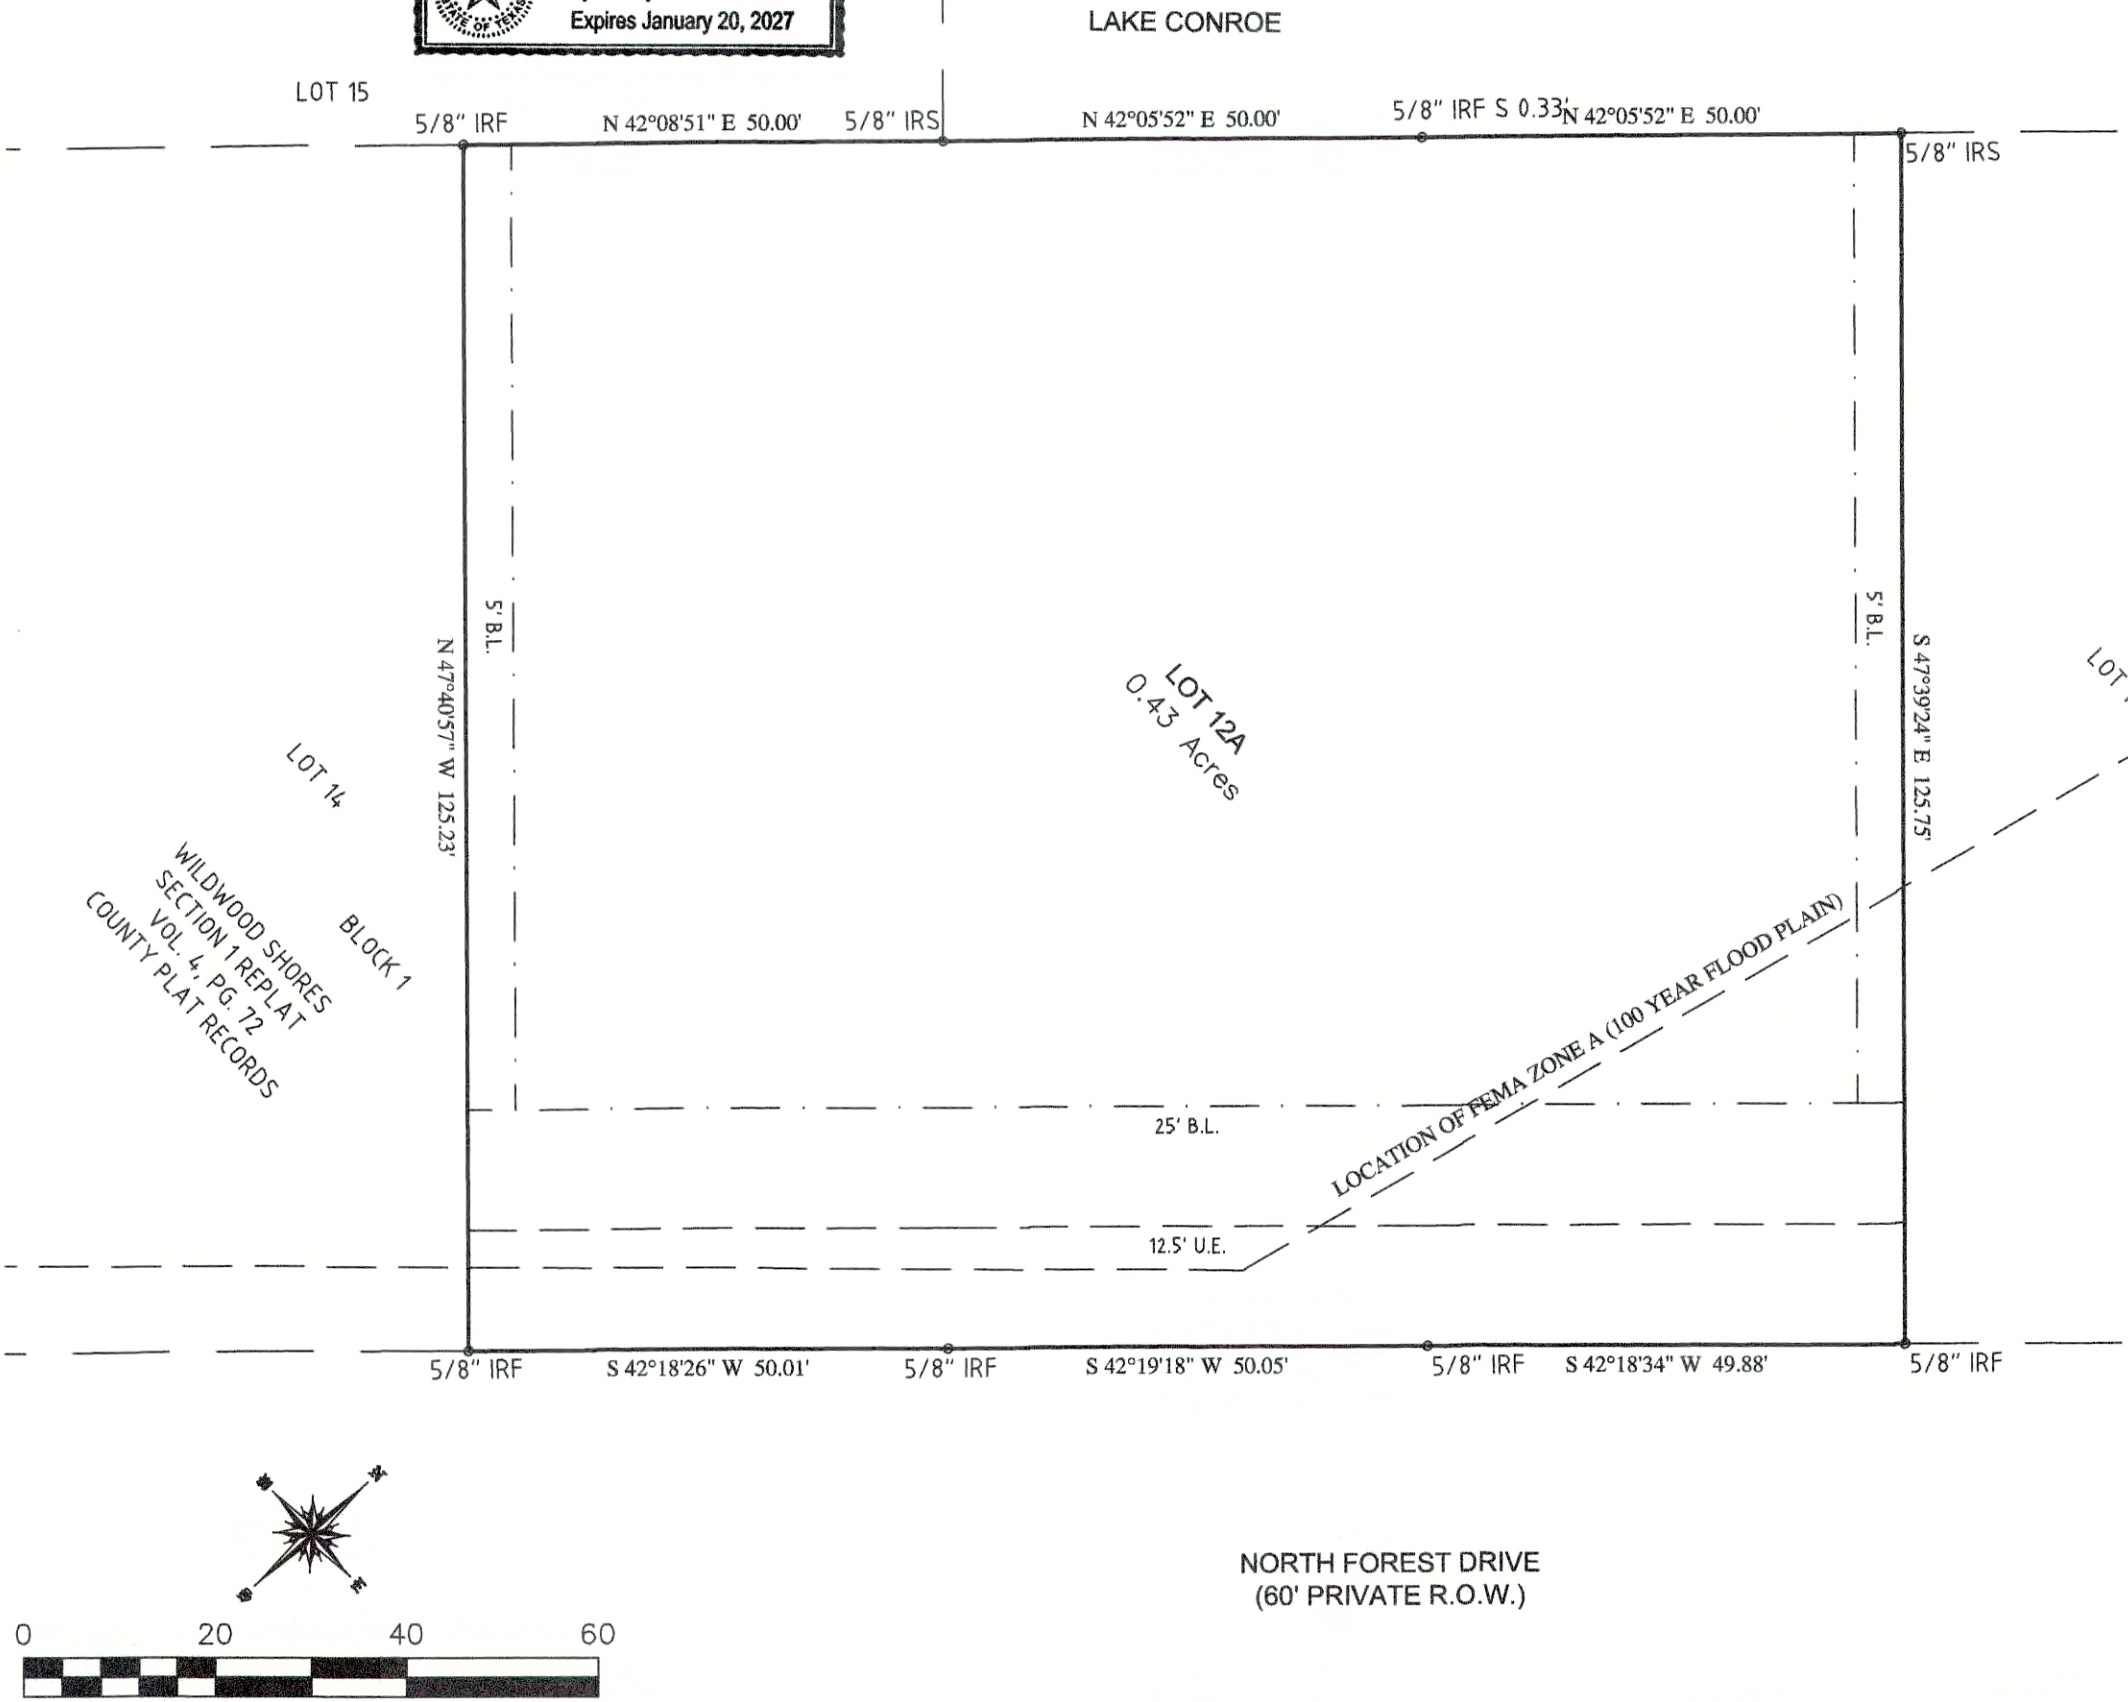 STATE OF TEXAS
Expires January 20, 2027
LAKE CONROE
LOT 15
5/8" IRF
N 42°08'51" E 50.00'
5/8" IRS
N 42°05'52" E 50.00'
5/8" IRF S 0.33'
N 42°05'52" E 50.00'
5/8" IRS
5' B.L.
N 47°40'57" W 125.23'
5' B.L.
S 47°39'24" E 125.75'
LOT
LOT 12A
0.43 Acres
LOT 14
BLOCK 1
WILDWOOD SHORES
SECTION 1 REPLAT
VOL. 4, PG. 72
COUNTY PLAT RECORDS
LOCATION OF FEMA ZONE A (100 YEAR FLOOD PLAIN)
25' B.L.
12.5' U.E.
5/8" IRF
S 42°18'26" W 50.01'
5/8" IRF
S 42°19'18" W 50.05'
5/8" IRF
S 42°18'34" W 49.88'
5/8" IRF
N
E
NORTH FOREST DRIVE
(60' PRIVATE R.O.W.)
0 20 40 60